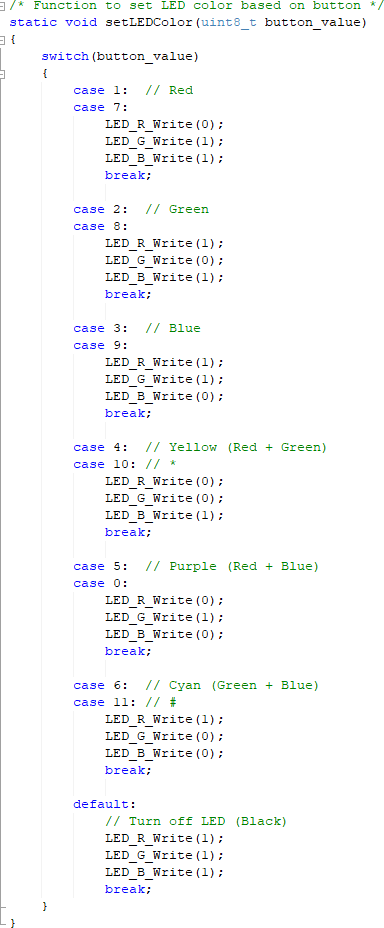 /* Function to set LED color based on button */
static void setLEDColor(uint8_t button_value)
{
    switch(button_value)
    {
        case 1:  // Red
        case 7:
            LED_R_Write(0);
            LED_G_Write(1);
            LED_B_Write(1);
            break;

        case 2:  // Green
        case 8:
            LED_R_Write(1);
            LED_G_Write(0);
            LED_B_Write(1);
            break;

        case 3:  // Blue
        case 9:
            LED_R_Write(1);
            LED_G_Write(1);
            LED_B_Write(0);
            break;

        case 4:  // Yellow (Red + Green)
        case 10: // *
            LED_R_Write(0);
            LED_G_Write(0);
            LED_B_Write(1);
            break;

        case 5:  // Purple (Red + Blue)
        case 0:
            LED_R_Write(0);
            LED_G_Write(1);
            LED_B_Write(0);
            break;

        case 6:  // Cyan (Green + Blue)
        case 11: // #
            LED_R_Write(1);
            LED_G_Write(0);
            LED_B_Write(0);
            break;

        default:
            // Turn off LED (Black)
            LED_R_Write(1);
            LED_G_Write(1);
            LED_B_Write(1);
            break;
    }
}